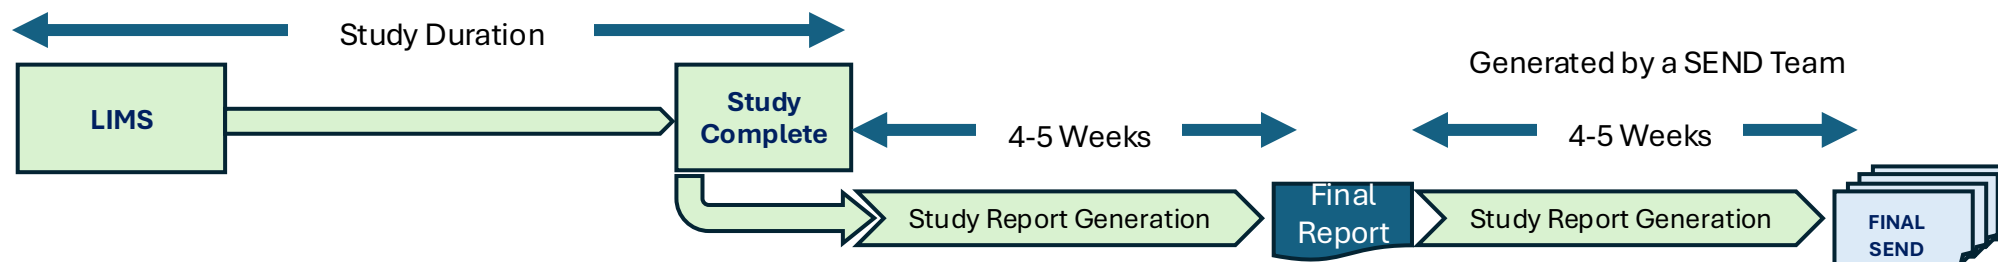 Study Duration
Generated by a SEND Team
LIMS
Study
Complete
4-5 Weeks
4-5 Weeks
Study Report Generation
Final
Report
Study Report Generation
FINAL
SEND